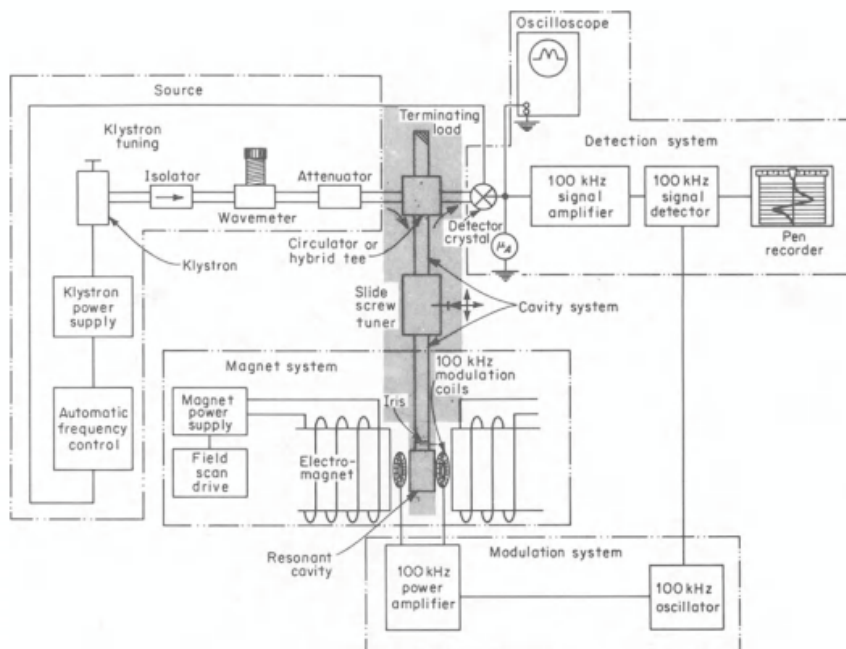 Oscilloscope
Source
Terminating
load
Klystron
tuning
Detection system
Isolator
Attenuator
100 kHz
signal
amplifier
100 kHz
signal
detector
Wavemeter
Detector
crystal
μA
Pen
recorder
Circulator or
hybrid tee
Klystron
Klystron
power
supply
Slide
screw
tuner
Cavity system
Magnet system
100 kHz
modulation
coils
Magnet
power
supply
Iris
Automatic
frequency
control
Field
scan
drive
Electro-
magnet
Resonant
cavity
Modulation system
100 kHz
power
amplifier
100 kHz
oscillator